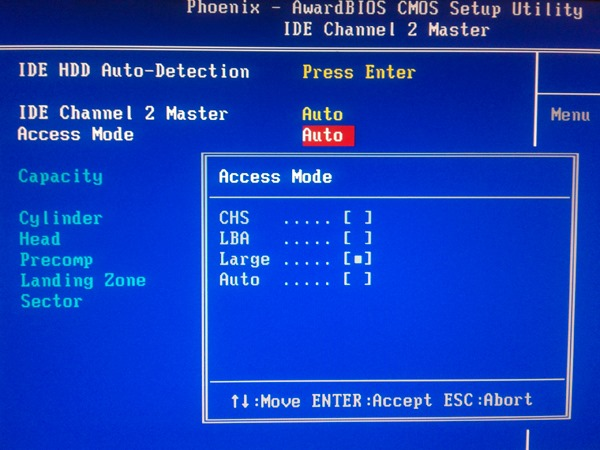 Phoenix - AwardBIOS CMOS Setup Utility
IDE Channel 2 Master
IDE HDD Auto-Detection Press Enter
IDE Channel 2 Master Auto Menu
Access Mode Auto
Capacity Access Mode
Cylinder CHS ..... [ ]
Head LBA ..... [ ]
Precomp Large ..... [■]
Landing Zone Auto ..... [ ]
Sector
↑↓:Move ENTER:Accept ESC:Abort